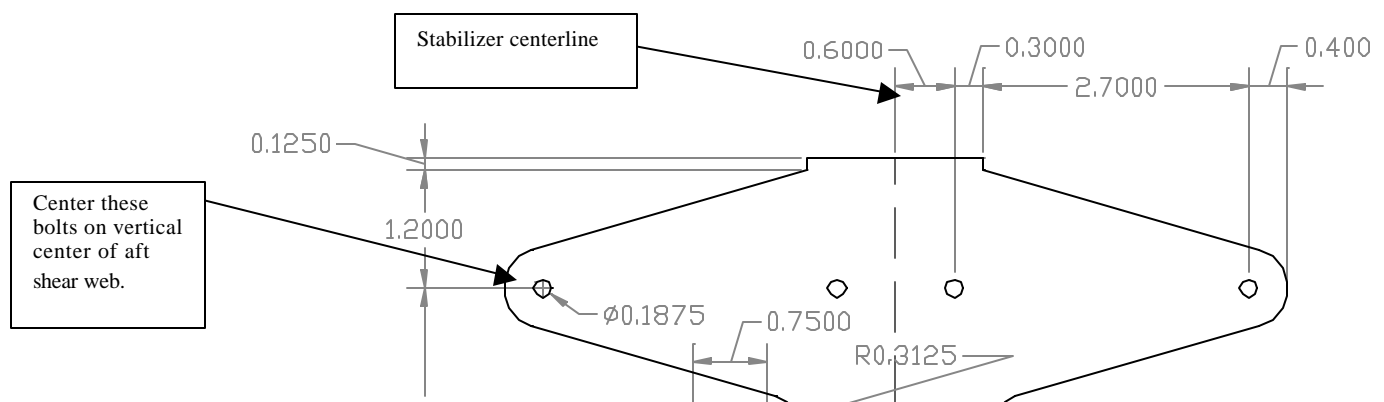 Stabilizer centerline
0.6000
0.3000
0.400
2.7000
0.1250
Center these
bolts on vertical
center of aft
shear web.
1.2000
Ø0.1875
0.7500
R0.3125